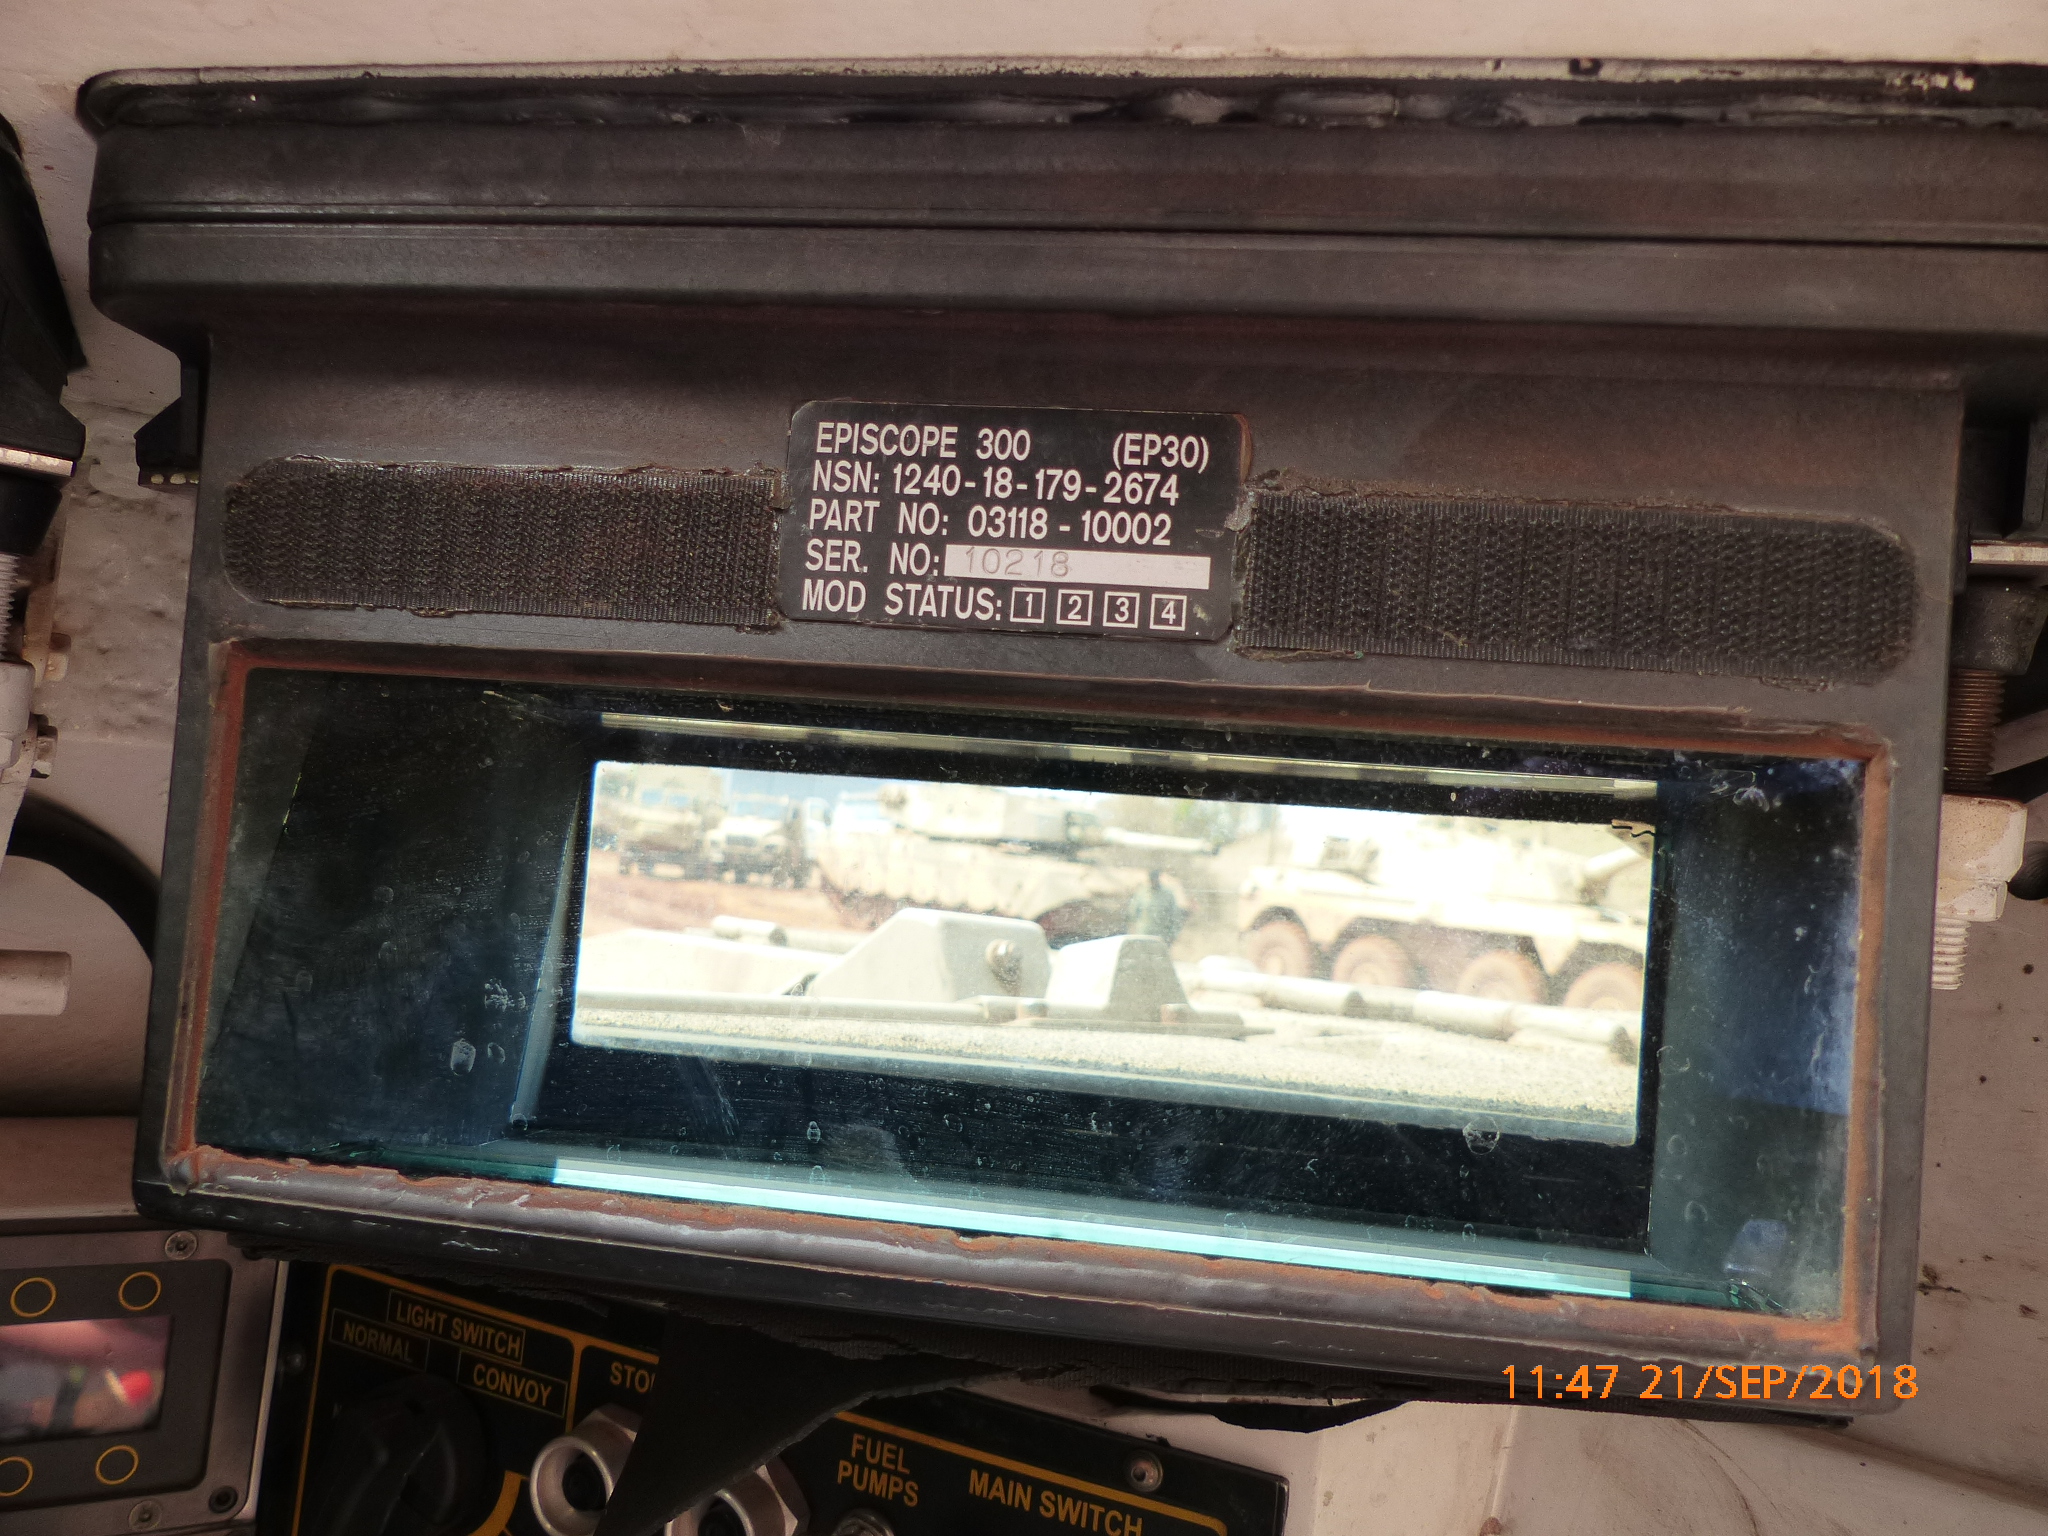 EPISCOPE 300 (EP30)
NSN: 1240-18-179-2674
PART NO: 03118-10002
SER. NO: 10218
MOD STATUS: 1 2 3 4
11:47 21/SEP/2018
LIGHT SWITCH
NORMAL
CONVOY
FUEL
PUMPS
MAIN SWITCH